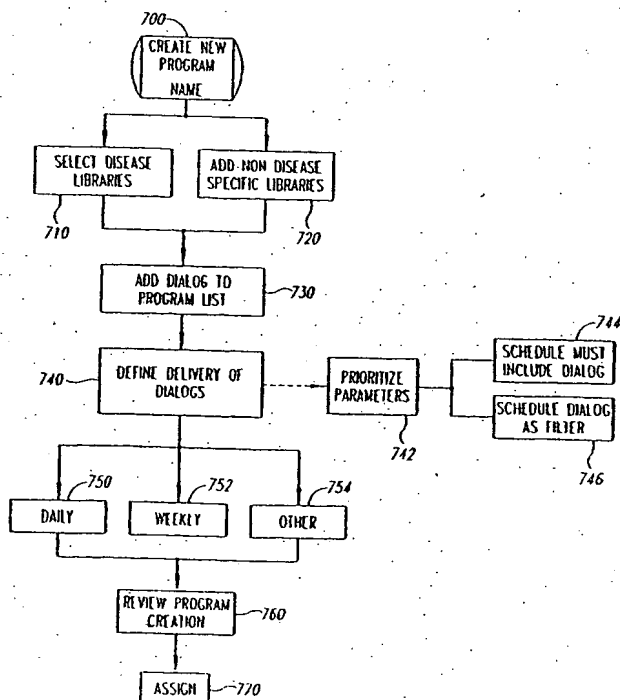 700
CREATE NEW
PROGRAM
NAME
SELECT DISEASE
LIBRARIES
710
ADD NON DISEASE
SPECIFIC LIBRARIES
720
ADD DIALOG TO
PROGRAM LIST
730
740
DEFINE DELIVERY OF
DIALOGS
PRIORITIZE
PARAMETERS
742
744
SCHEDULE MUST
INCLUDE DIALOG
SCHEDULE DIALOG
AS FILTER
746
750
DAILY
752
WEEKLY
754
OTHER
REVIEW PROGRAM
CREATION
760
ASSIGN
770